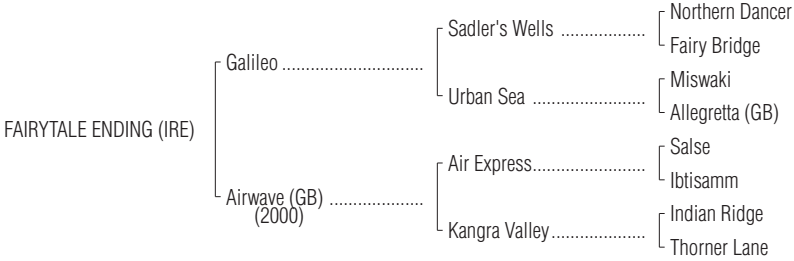 Northern Dancer
Sadler's Wells ....................
Fairy Bridge
Galileo ..................................
Miswaki
Urban Sea ...........................
Allegretta (GB)
FAIRYTALE ENDING (IRE)
Salse
Air Express...........................
Ibtisamm
Airwave (GB) .......................
(2000)
Indian Ridge
Kangra Valley.......................
Thorner Lane